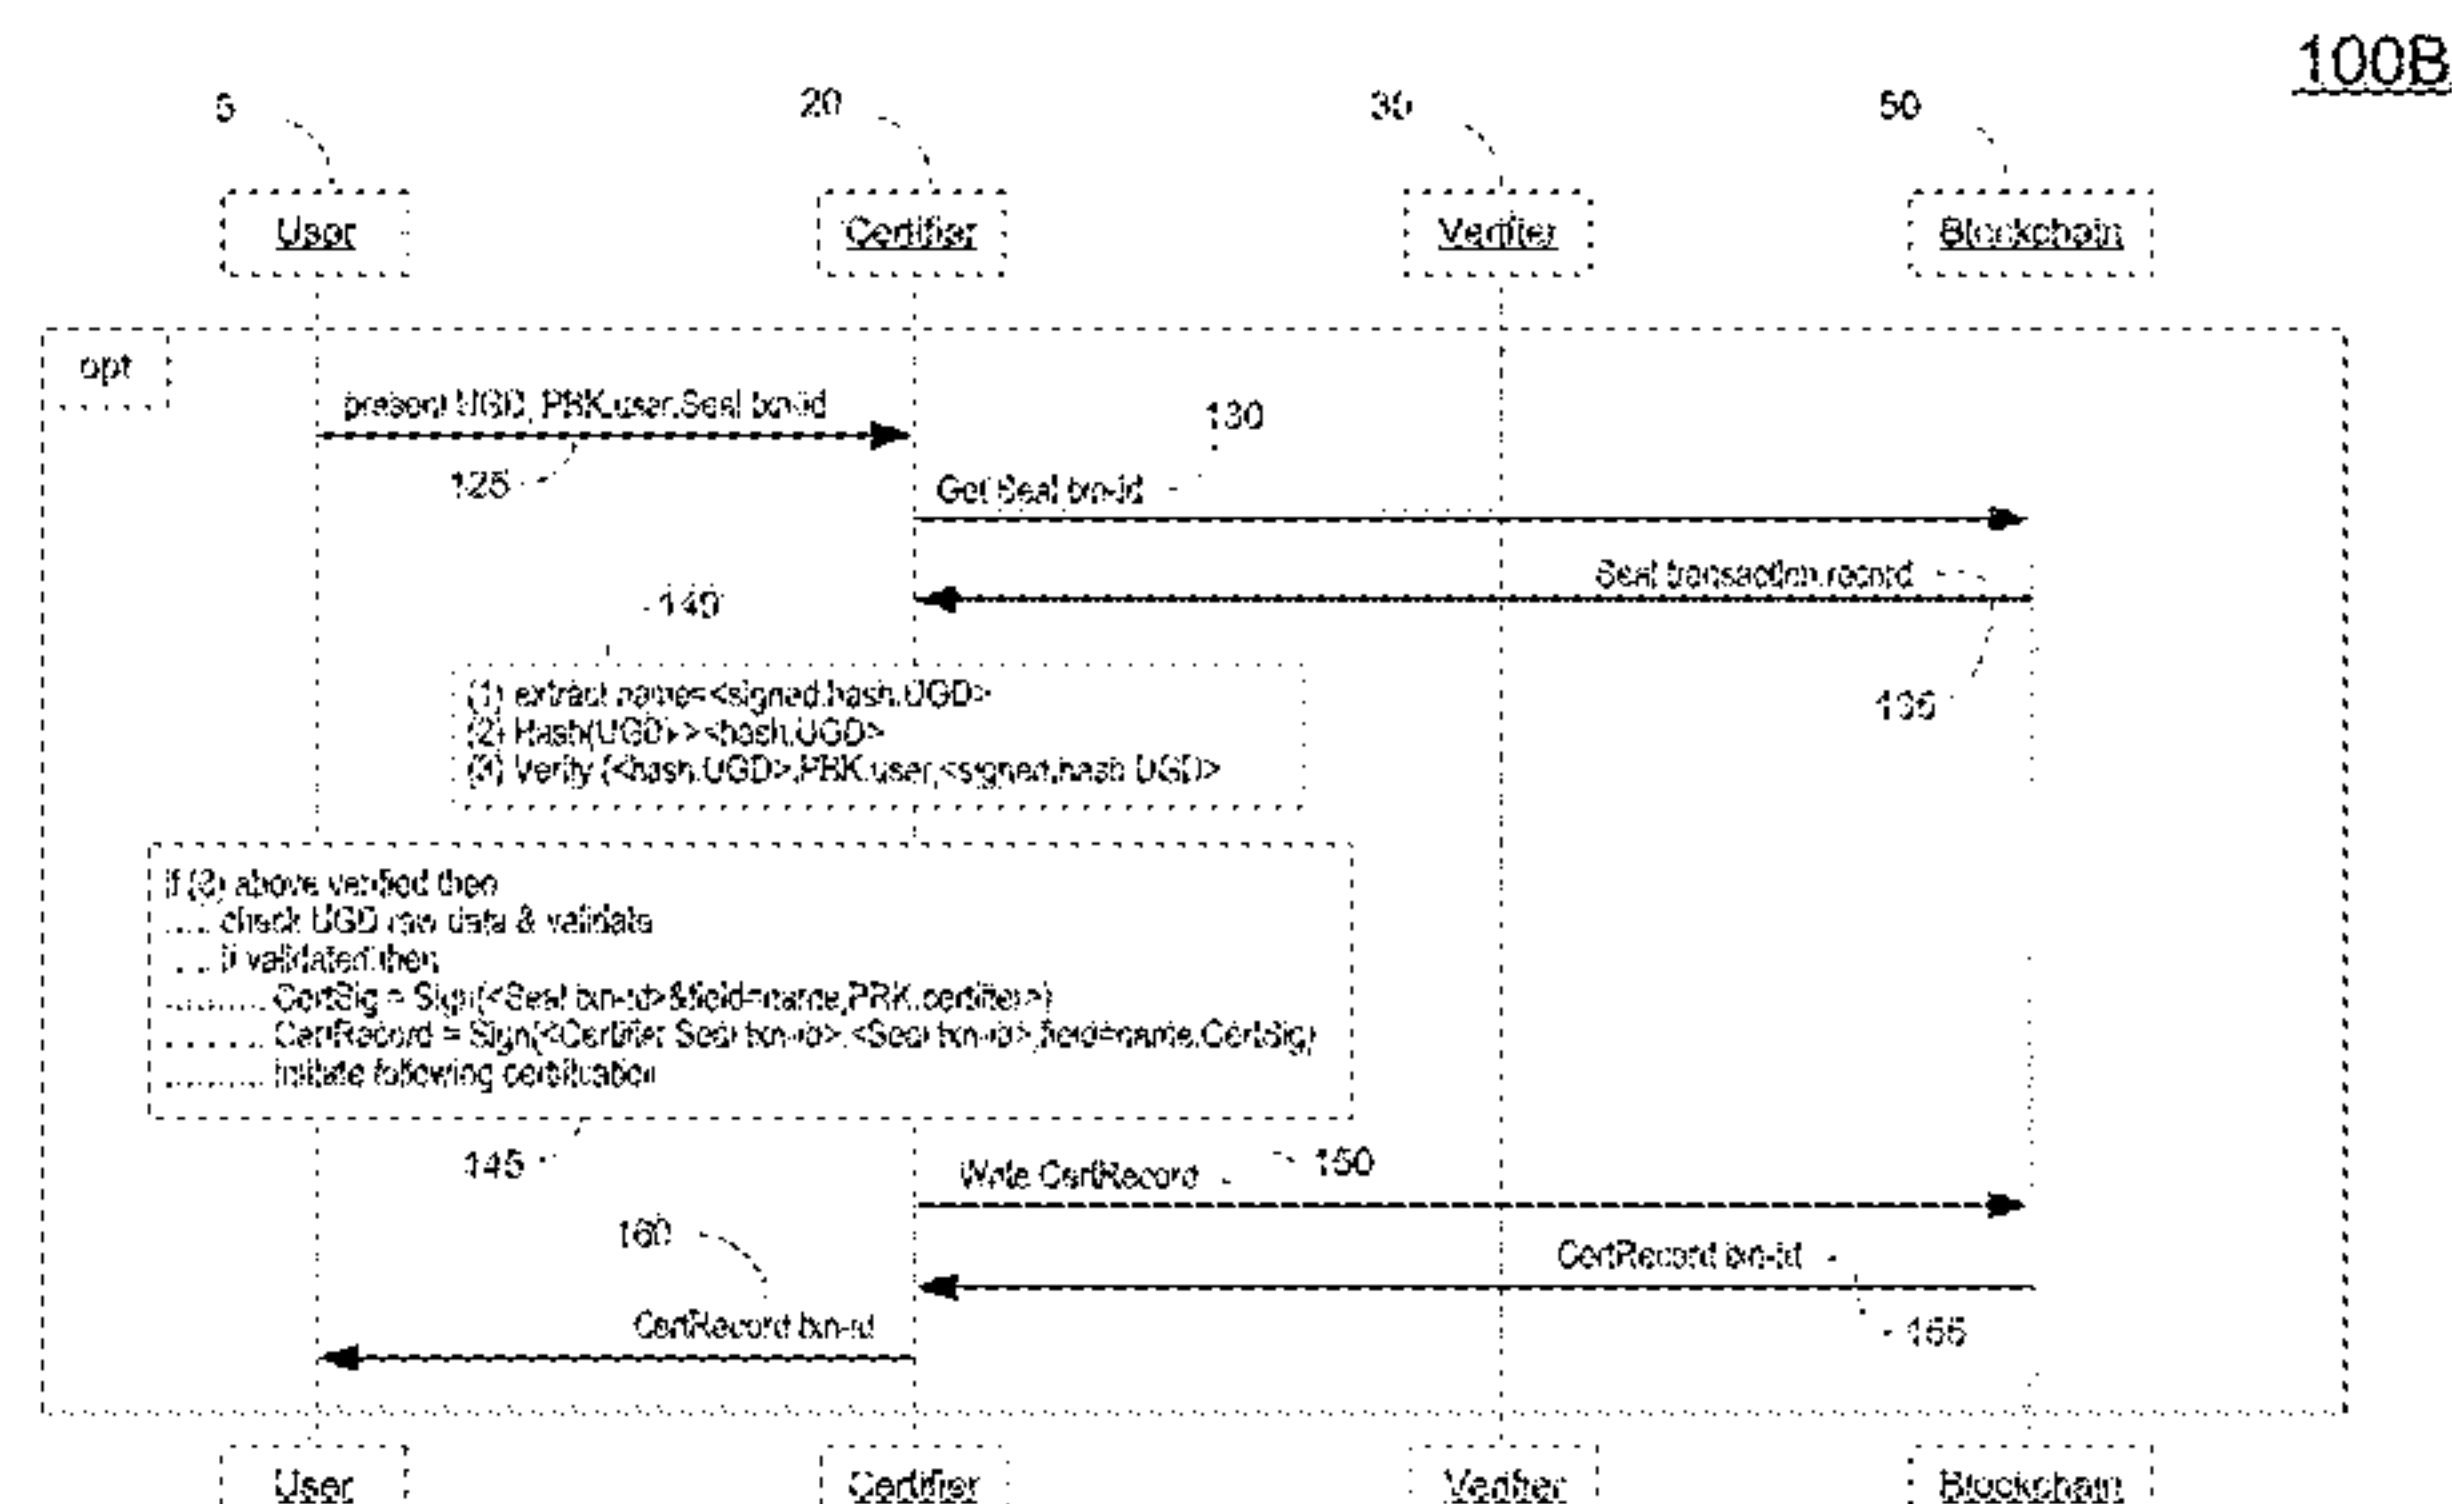 100B
5
20
30
50
User
Certifier
Verifier
Blockchain
opt
present UGD, PBK.user,Seal txn-id
125
130
Get Seal txn-id
Seal transaction record
135
140
(1) extract name=<signed.hash.UGD>
(2) Hash(UGD)-><hash.UGD>
(3) Verify (<hash.UGD>,PBK.user,<signed.hash.UGD>
if (3) above verified then
.... check UGD raw data & validate
.... if validated then
......... CertSig = Sign(<Seal txn-id>&field=name,PRK.certifier>)
......... CertRecord = Sign(<Certifier Seal txn-id>,<Seal txn-id>,field=name,CertSig)
......... initiate following certification
145
Write CertRecord
150
160
CertRecord txn-id
155
CertRecord txn-id
User
Certifier
Verifier
Blockchain